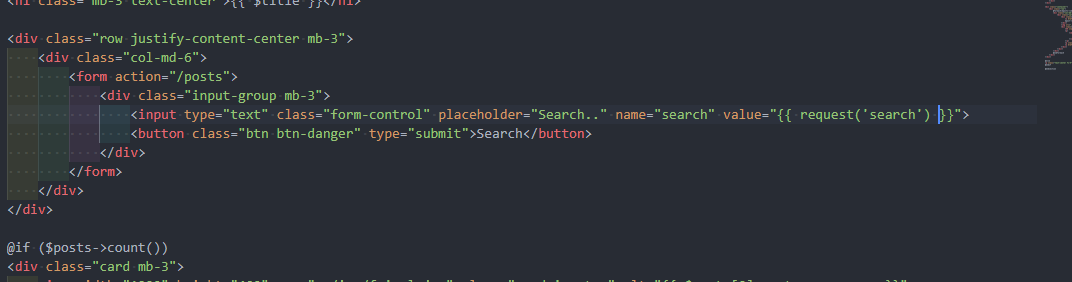 <h1 class="mb-3 text-center">{{ $title }}</h1>
<div class="row justify-content-center mb-3">
<div class="col-md-6">
<form action="/posts">
<div class="input-group mb-3">
<input type="text" class="form-control" placeholder="Search.." name="search" value="{{ request('search') }}">
<button class="btn btn-danger" type="submit">Search</button>
</div>
</form>
</div>
</div>
@if ($posts->count())
<div class="card mb-3">